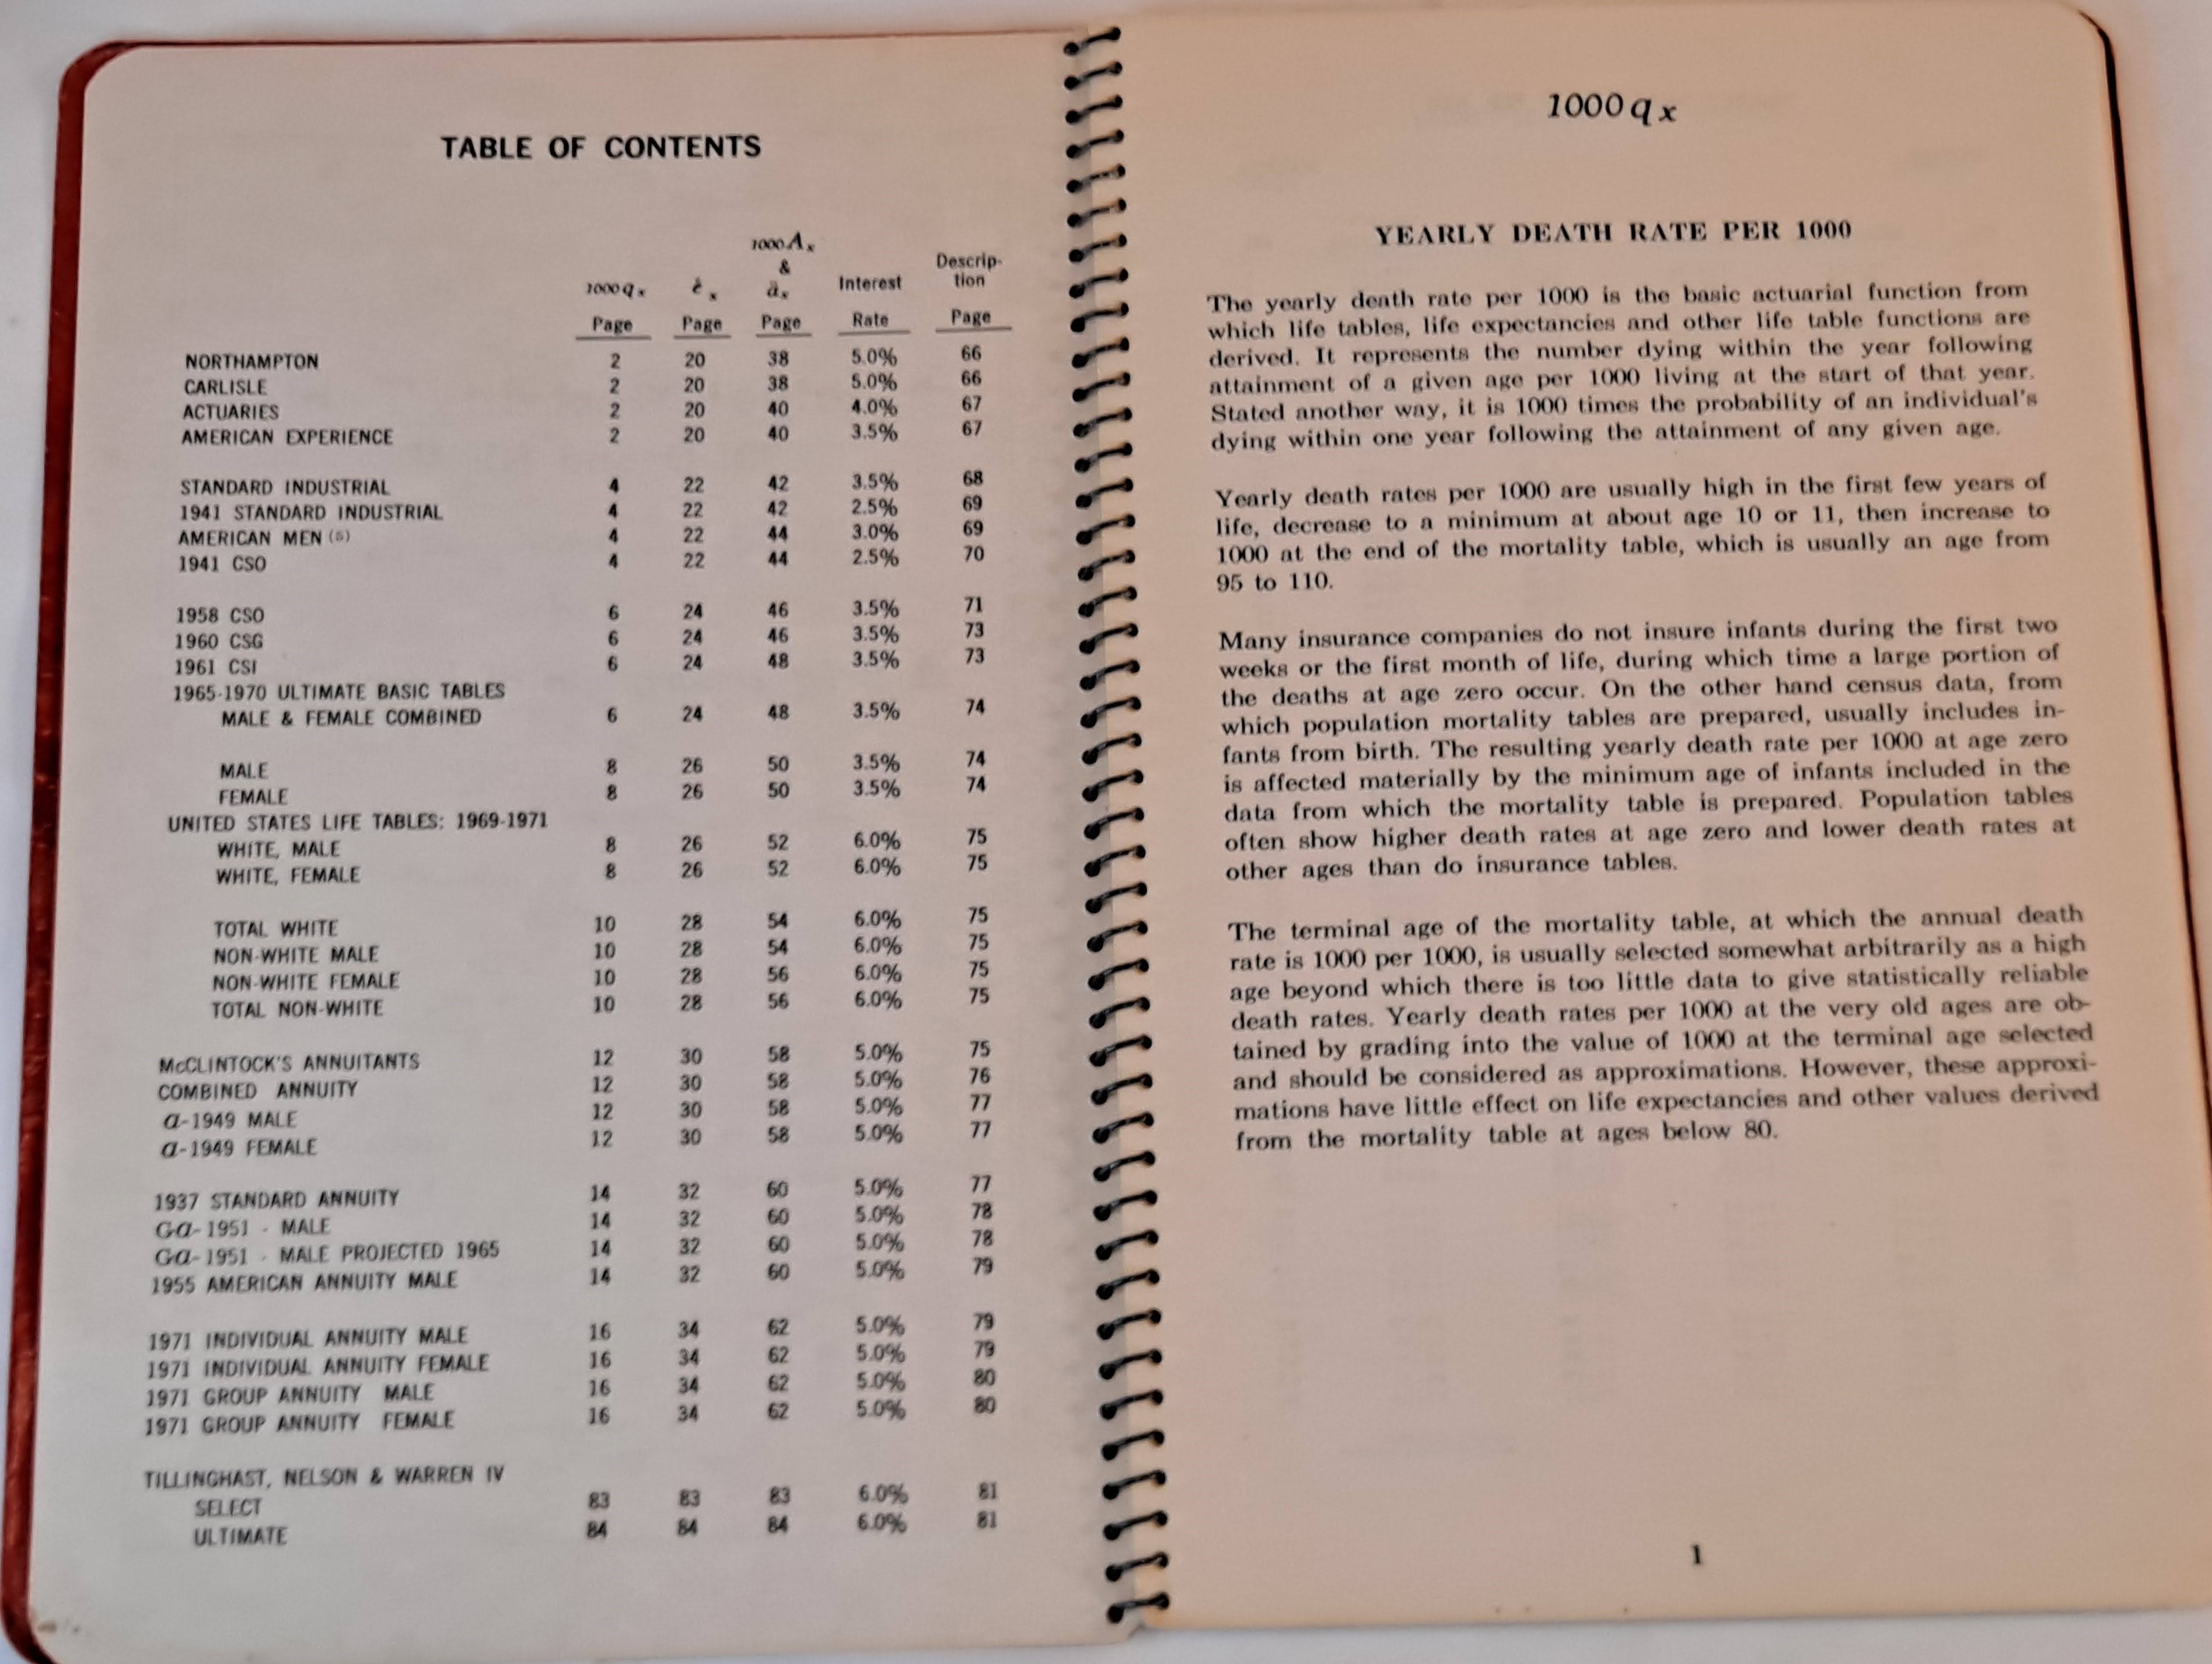 TABLE OF CONTENTS
1000 A x
& Descrip-
1000 q x e̊ x ä x Interest tion
Page Page Page Rate Page
NORTHAMPTON 2 20 38 5.0% 66
CARLISLE 2 20 38 5.0% 66
ACTUARIES 2 20 40 4.0% 67
AMERICAN EXPERIENCE 2 20 40 3.5% 67
STANDARD INDUSTRIAL 4 22 42 3.5% 68
1941 STANDARD INDUSTRIAL 4 22 42 2.5% 69
AMERICAN MEN (5) 4 22 44 3.0% 69
1941 CSO 4 22 44 2.5% 70
1958 CSO 6 24 46 3.5% 71
1960 CSG 6 24 46 3.5% 73
1961 CSI 6 24 48 3.5% 73
1965-1970 ULTIMATE BASIC TABLES
MALE & FEMALE COMBINED 6 24 48 3.5% 74
MALE 8 26 50 3.5% 74
FEMALE 8 26 50 3.5% 74
UNITED STATES LIFE TABLES: 1969-1971
WHITE, MALE 8 26 52 6.0% 75
WHITE, FEMALE 8 26 52 6.0% 75
TOTAL WHITE 10 28 54 6.0% 75
NON-WHITE MALE 10 28 54 6.0% 75
NON-WHITE FEMALE 10 28 56 6.0% 75
TOTAL NON-WHITE 10 28 56 6.0% 75
McCLINTOCK'S ANNUITANTS 12 30 58 5.0% 75
COMBINED ANNUITY 12 30 58 5.0% 76
a-1949 MALE 12 30 58 5.0% 77
a-1949 FEMALE 12 30 58 5.0% 77
1937 STANDARD ANNUITY 14 32 60 5.0% 77
Ga-1951 - MALE 14 32 60 5.0% 78
Ga-1951 - MALE PROJECTED 1965 14 32 60 5.0% 78
1955 AMERICAN ANNUITY MALE 14 32 60 5.0% 79
1971 INDIVIDUAL ANNUITY MALE 16 34 62 5.0% 79
1971 INDIVIDUAL ANNUITY FEMALE 16 34 62 5.0% 79
1971 GROUP ANNUITY MALE 16 34 62 5.0% 80
1971 GROUP ANNUITY FEMALE 16 34 62 5.0% 80
TILLINGHAST, NELSON & WARREN IV
SELECT 83 83 83 6.0% 81
ULTIMATE 84 84 84 6.0% 81
1000 q x
YEARLY DEATH RATE PER 1000
The yearly death rate per 1000 is the basic actuarial function from
which life tables, life expectancies and other life table functions are
derived. It represents the number dying within the year following
attainment of a given age per 1000 living at the start of that year.
Stated another way, it is 1000 times the probability of an individual's
dying within one year following the attainment of any given age.
Yearly death rates per 1000 are usually high in the first few years of
life, decrease to a minimum at about age 10 or 11, then increase to
1000 at the end of the mortality table, which is usually an age from
95 to 110.
Many insurance companies do not insure infants during the first two
weeks or the first month of life, during which time a large portion of
the deaths at age zero occur. On the other hand census data, from
which population mortality tables are prepared, usually includes in-
fants from birth. The resulting yearly death rate per 1000 at age zero
is affected materially by the minimum age of infants included in the
data from which the mortality table is prepared. Population tables
often show higher death rates at age zero and lower death rates at
other ages than do insurance tables.
The terminal age of the mortality table, at which the annual death
rate is 1000 per 1000, is usually selected somewhat arbitrarily as a high
age beyond which there is too little data to give statistically reliable
death rates. Yearly death rates per 1000 at the very old ages are ob-
tained by grading into the value of 1000 at the terminal age selected
and should be considered as approximations. However, these approxi-
mations have little effect on life expectancies and other values derived
from the mortality table at ages below 80.
1